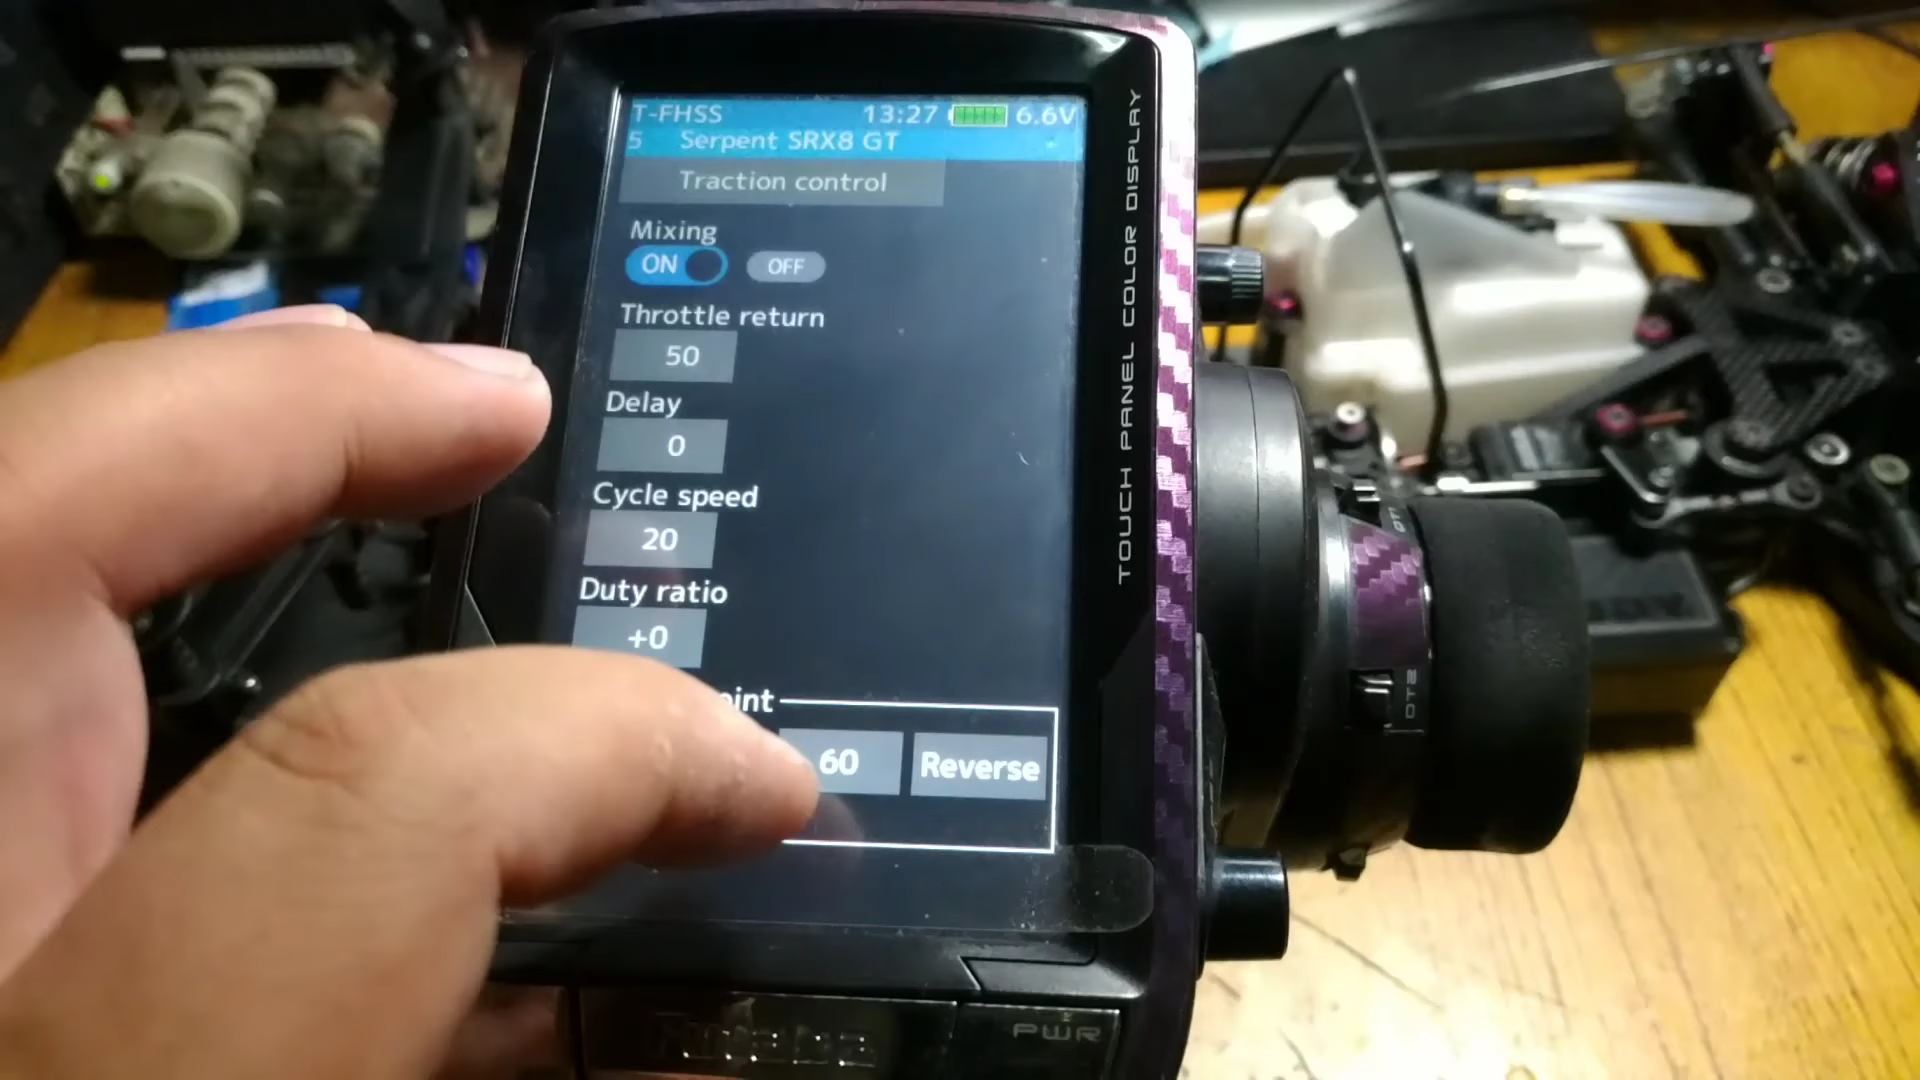 T-FHSS 13:27 6.6V
5 Serpent SRX8 GT
Traction control
Mixing
ON OFF
Throttle return
50
Delay
0
Cycle speed
20
Duty ratio
+0
60 Reverse
TOUCH PANEL COLOR DISPLAY
DT1
DT2
Futaba
PWR